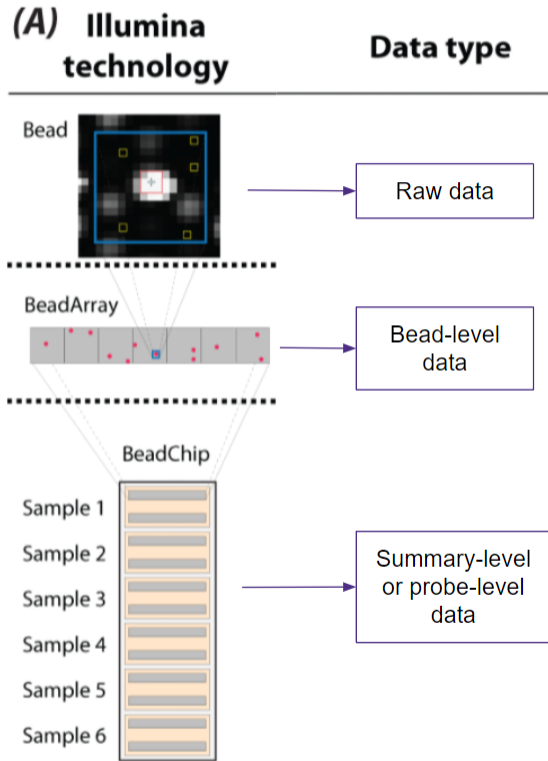 (A) Illumina
technology
Data type
Bead
Raw data
BeadArray
Bead-level
data
BeadChip
Sample 1
Sample 2
Sample 3
Sample 4
Sample 5
Sample 6
Summary-level
or probe-level
data